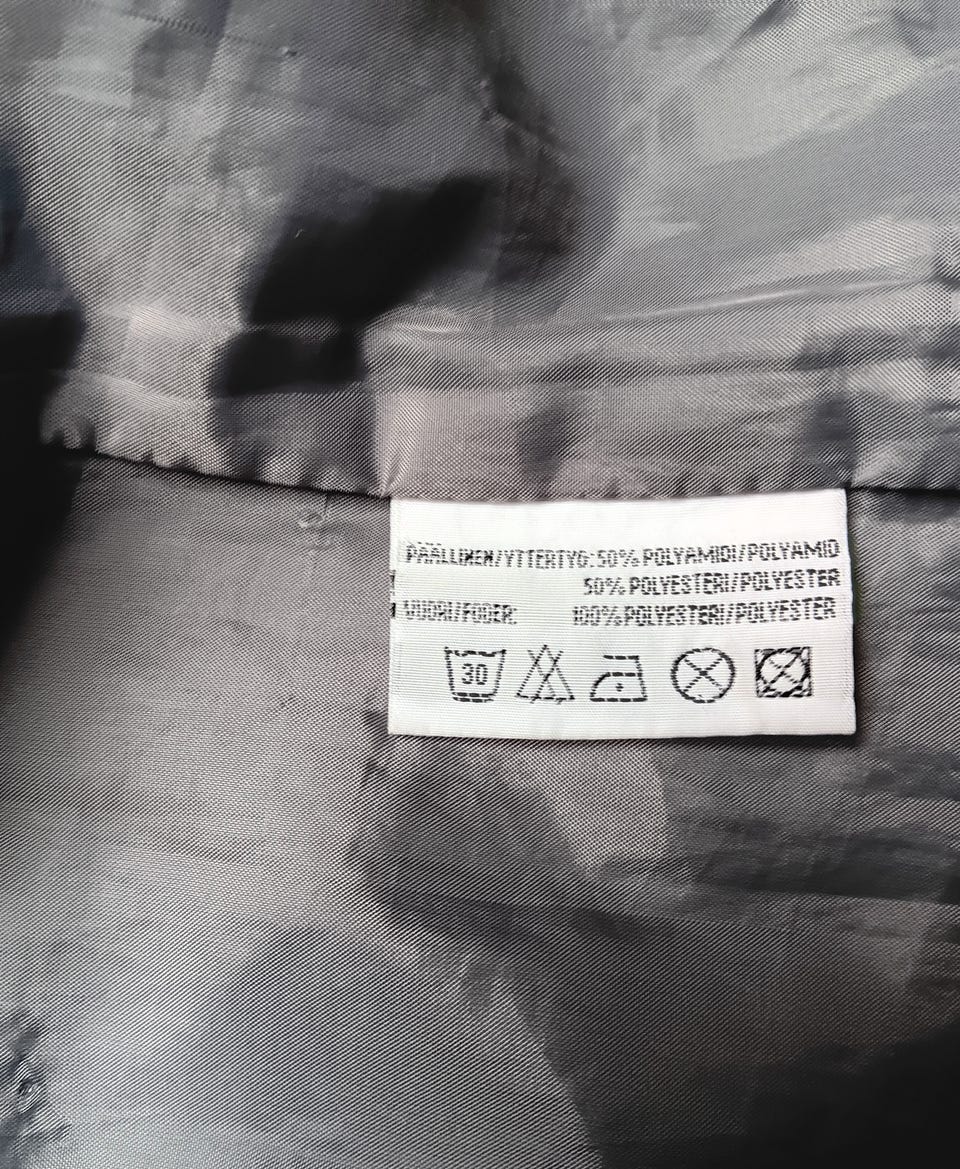 PÄÄLLINEN/YTTERTYG: 50% POLYAMIDI/POLYAMID
50% POLYESTERI/POLYESTER
VUORI/FODER: 100% POLYESTERI/POLYESTER
30